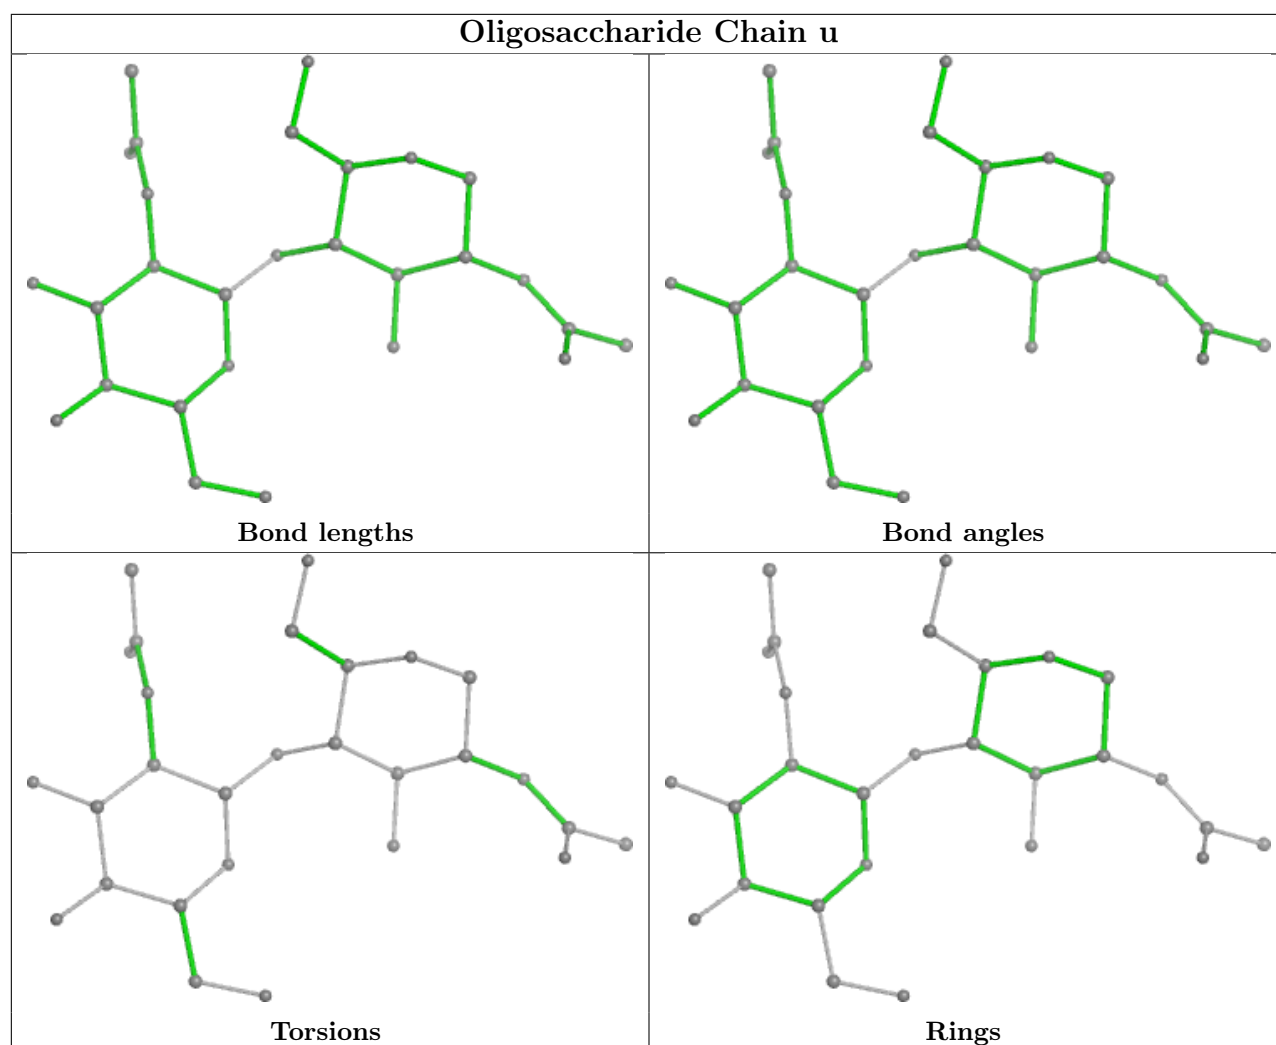 Oligosaccharide Chain u
Bond lengths
Bond angles
Torsions
Rings